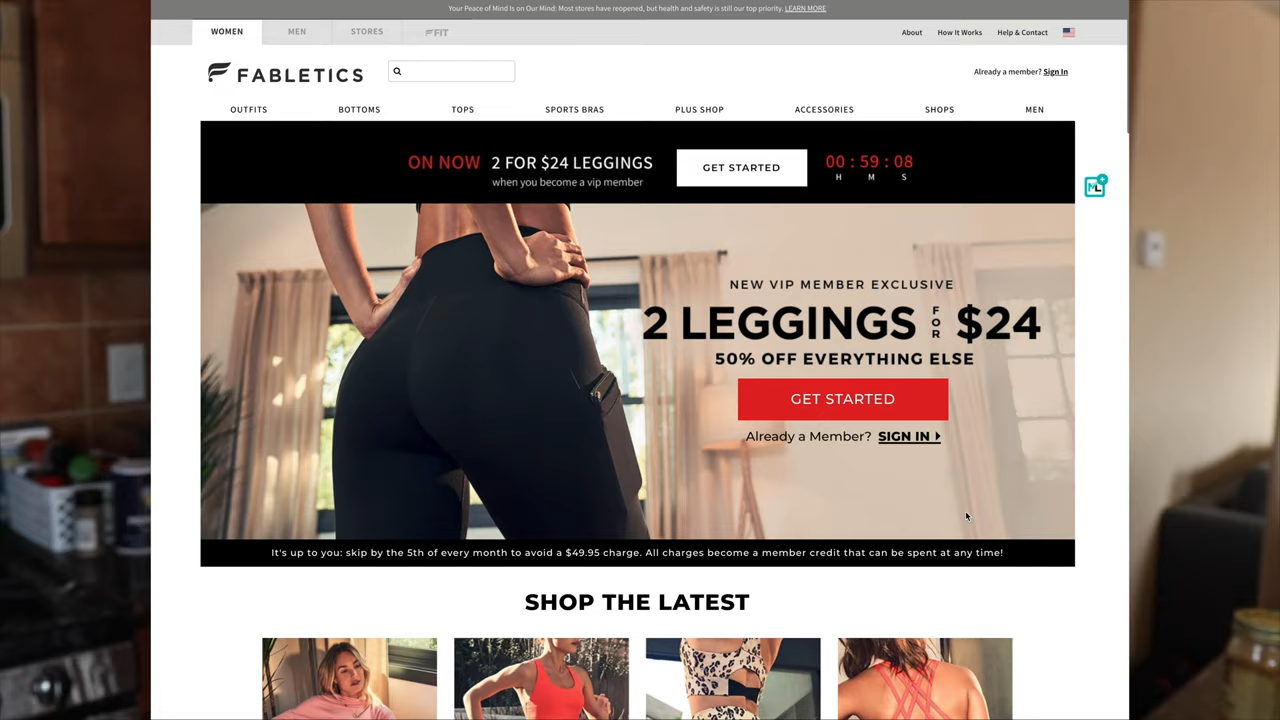 Your Peace of Mind Is on Our Mind: Most stores have reopened, but health and safety is still our top priority. LEARN MORE
WOMEN MEN STORES FIT About How It Works Help & Contact
FABLETICS Already a member? Sign In
OUTFITS BOTTOMS TOPS SPORTS BRAS PLUS SHOP ACCESSORIES SHOPS MEN
ON NOW 2 FOR $24 LEGGINGS GET STARTED 00 : 59 : 08
when you become a vip member H M S
ML
NEW VIP MEMBER EXCLUSIVE
2 LEGGINGS FOR $24
50% OFF EVERYTHING ELSE
GET STARTED
Already a Member? SIGN IN
It's up to you: skip by the 5th of every month to avoid a $49.95 charge. All charges become a member credit that can be spent at any time!
SHOP THE LATEST